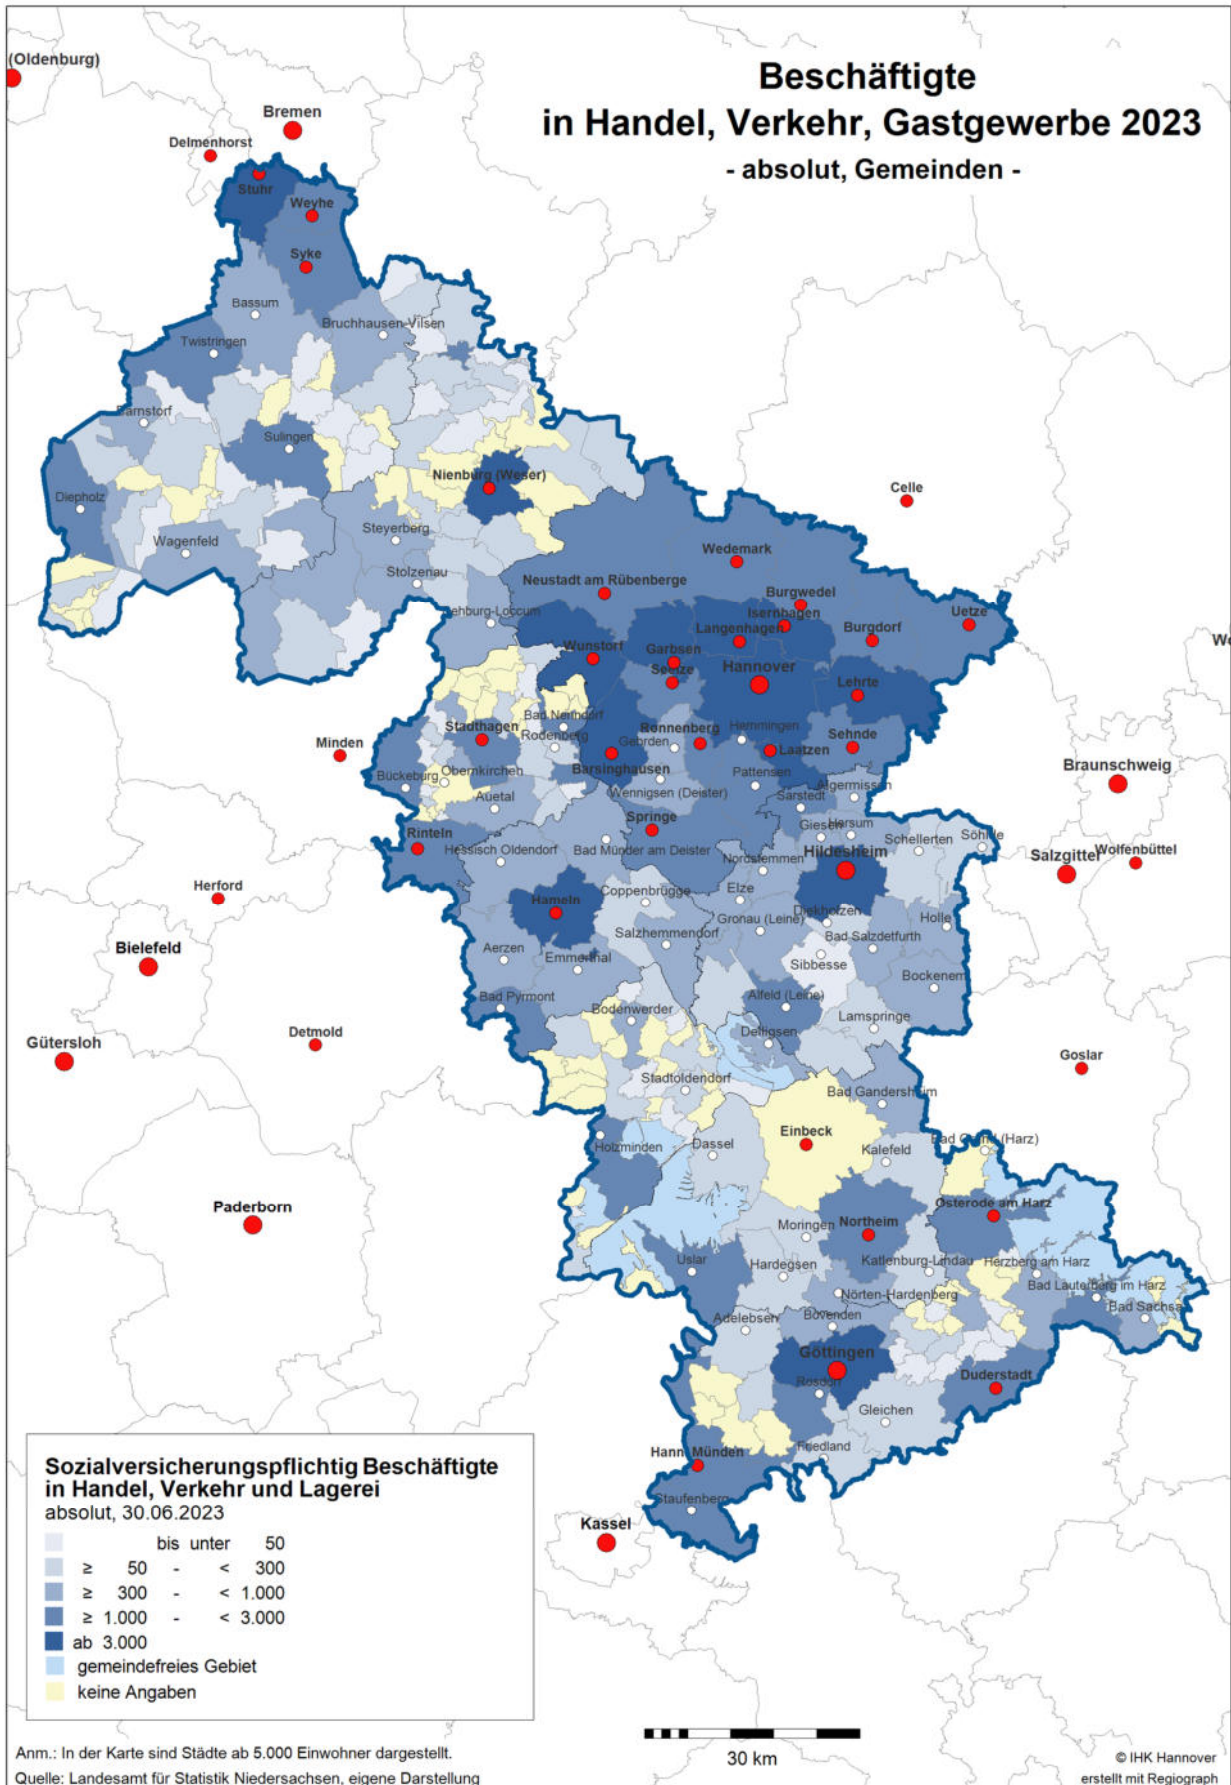 (Oldenburg)
Beschäftigte
in Handel, Verkehr, Gastgewerbe 2023
- absolut, Gemeinden -
Bremen
Delmenhorst
Stuhr
Weyhe
Syke
Bassum
Bruchhausen-Vilsen
Twistringen
Barnstorf
Sulingen
Nienburg (Weser)
Celle
Diepholz
Steyerberg
Wagenfeld
Wedemark
Stolzenau
Neustadt am Rübenberge
Burgwedel
Rehburg-Loccum
Isernhagen
Uetze
Langenhagen
Burgdorf
Wunstorf
Garbsen
Seelze
Hannover
Lehrte
Bad Nenndorf
Stadthagen
Ronnenberg
Hemmingen
Sehnde
Minden
Rodenberg
Gehrden
Laatzen
Barsinghausen
Braunschweig
Bückeburg
Obernkirchen
Pattensen
Algermissen
Wennigsen (Deister)
Auetal
Sarstedt
Springe
Giesen
Harsum
Rinteln
Schellerten
Söhlde
Hessisch Oldendorf
Bad Münder am Deister
Nordstemmen
Hildesheim
Salzgitter
Wolfenbüttel
Herford
Coppenbrügge
Elze
Hameln
Gronau (Leine)
Diekholzen
Holle
Salzhemmendorf
Bad Salzdetfurth
Bielefeld
Aerzen
Emmerthal
Sibbesse
Bockenem
Bad Pyrmont
Bodenwerder
Alfeld (Leine)
Lamspringe
Detmold
Delligsen
Gütersloh
Goslar
Stadtoldendorf
Bad Gandersheim
Einbeck
Bad Grund (Harz)
Holzminden
Dassel
Kalefeld
Paderborn
Osterode am Harz
Moringen
Northeim
Uslar
Hardegsen
Katlenburg-Lindau
Herzberg am Harz
Bad Lauterberg im Harz
Nörten-Hardenberg
Bad Sachsa
Adelebsen
Bovenden
Göttingen
Duderstadt
Rosdorf
Gleichen
Hann. Münden
Friedland
Staufenberg
Kassel
Sozialversicherungspflichtig Beschäftigte
in Handel, Verkehr und Lagerei
absolut, 30.06.2023
bis unter 50
≥ 50 - < 300
≥ 300 - < 1.000
≥ 1.000 - < 3.000
ab 3.000
gemeindefreies Gebiet
keine Angaben
30 km
Anm.: In der Karte sind Städte ab 5.000 Einwohner dargestellt.
Quelle: Landesamt für Statistik Niedersachsen, eigene Darstellung
© IHK Hannover
erstellt mit Regiograph